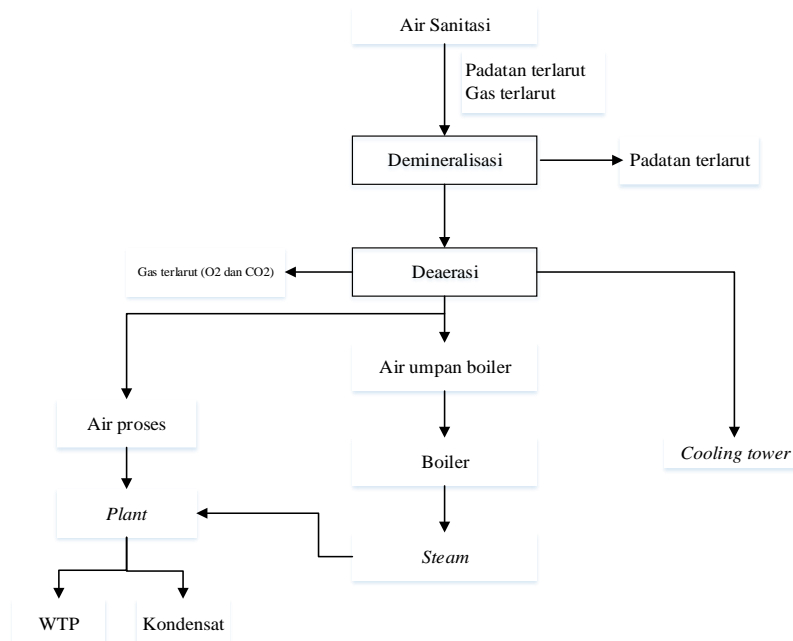 Air Sanitasi
Padatan terlarut
Gas terlarut
Demineralisasi
Padatan terlarut
Deaerasi
Gas terlarut (O2 dan CO2)
Air umpan boiler
Air proses
Boiler
Cooling tower
Plant
Steam
WTP
Kondensat